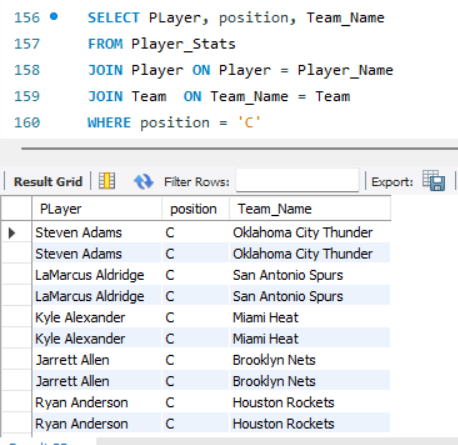 156 SELECT PLayer, position, Team_Name
157 FROM Player_Stats
158 JOIN Player ON Player = Player_Name
159 JOIN Team ON Team_Name = Team
160 WHERE position = 'C'
Result Grid Filter Rows: Export:
PLayer position Team_Name
Steven Adams C Oklahoma City Thunder
Steven Adams C Oklahoma City Thunder
LaMarcus Aldridge C San Antonio Spurs
LaMarcus Aldridge C San Antonio Spurs
Kyle Alexander C Miami Heat
Kyle Alexander C Miami Heat
Jarrett Allen C Brooklyn Nets
Jarrett Allen C Brooklyn Nets
Ryan Anderson C Houston Rockets
Ryan Anderson C Houston Rockets